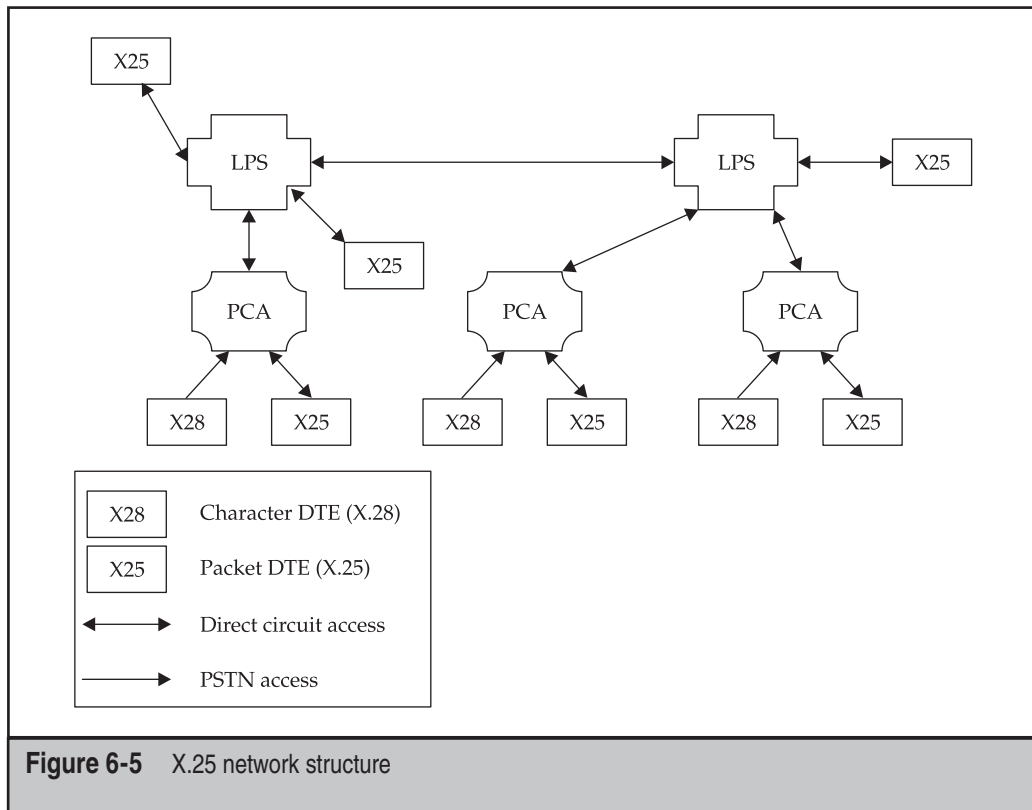 X25
LPS
LPS
X25
X25
PCA
PCA
PCA
X28
X25
X28
X25
X28
X25
X28 Character DTE (X.28)
X25 Packet DTE (X.25)
Direct circuit access
PSTN access
Figure 6-5 X.25 network structure